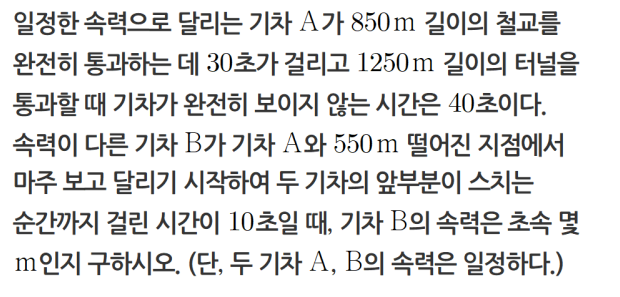 일정한 속력으로 달리는 기차 A가 850m 길이의 철교를
완전히 통과하는 데 30초가 걸리고 1250m 길이의 터널을
통과할 때 기차가 완전히 보이지 않는 시간은 40초이다.
속력이 다른 기차 B가 기차 A와 550m 떨어진 지점에서
마주 보고 달리기 시작하여 두 기차의 앞부분이 스치는
순간까지 걸린 시간이 10초일 때, 기차 B의 속력은 초속 몇
m인지 구하시오. (단, 두 기차 A, B의 속력은 일정하다.)